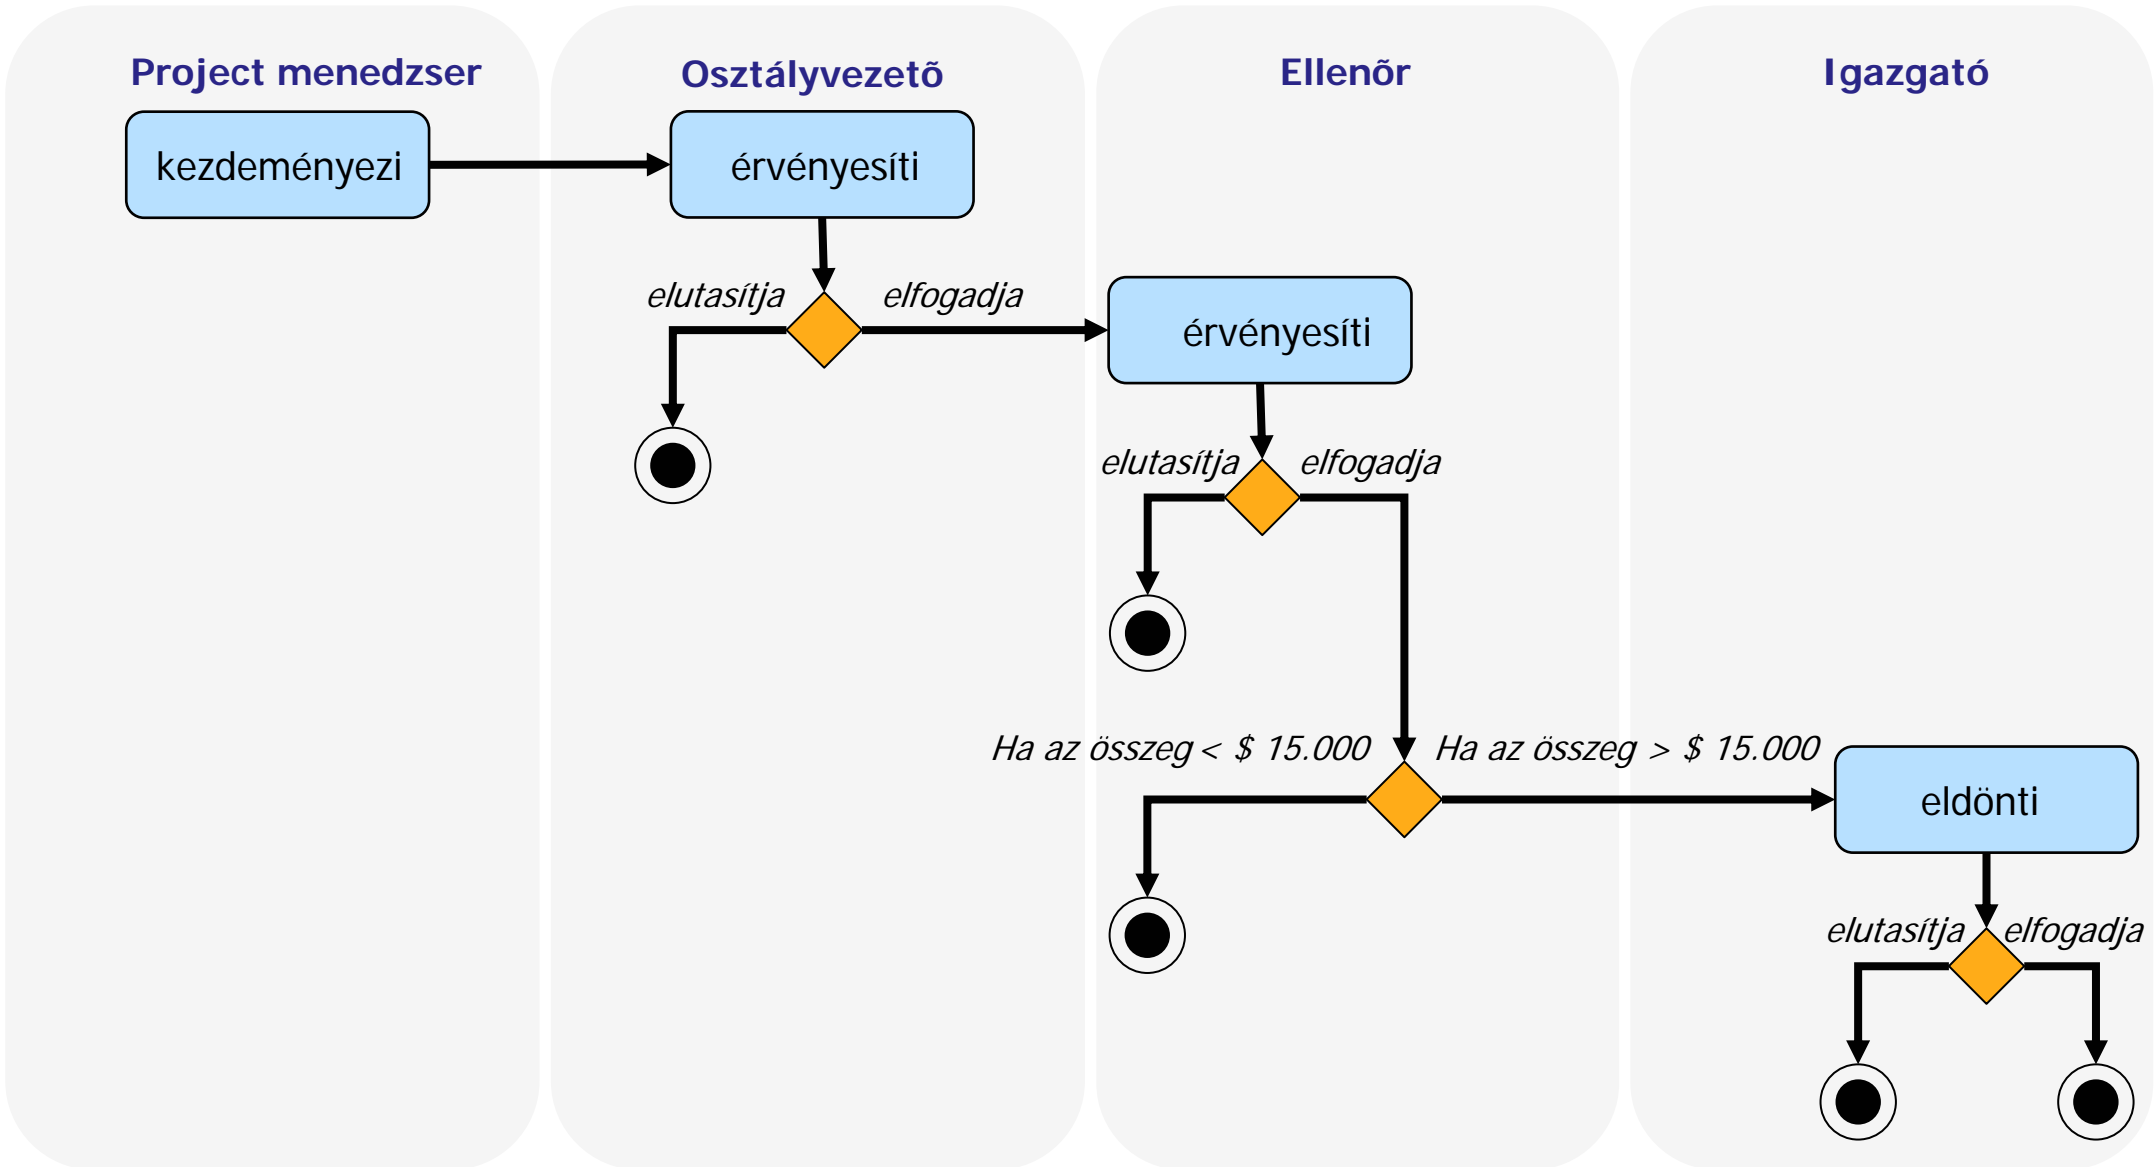 Project menedzser
Osztályvezetõ
Ellenõr
Igazgató
kezdeményezi
érvényesíti
elutasítja
elfogadja
érvényesíti
elutasítja
elfogadja
Ha az összeg < $ 15.000
Ha az összeg > $ 15.000
eldönti
elutasítja
elfogadja